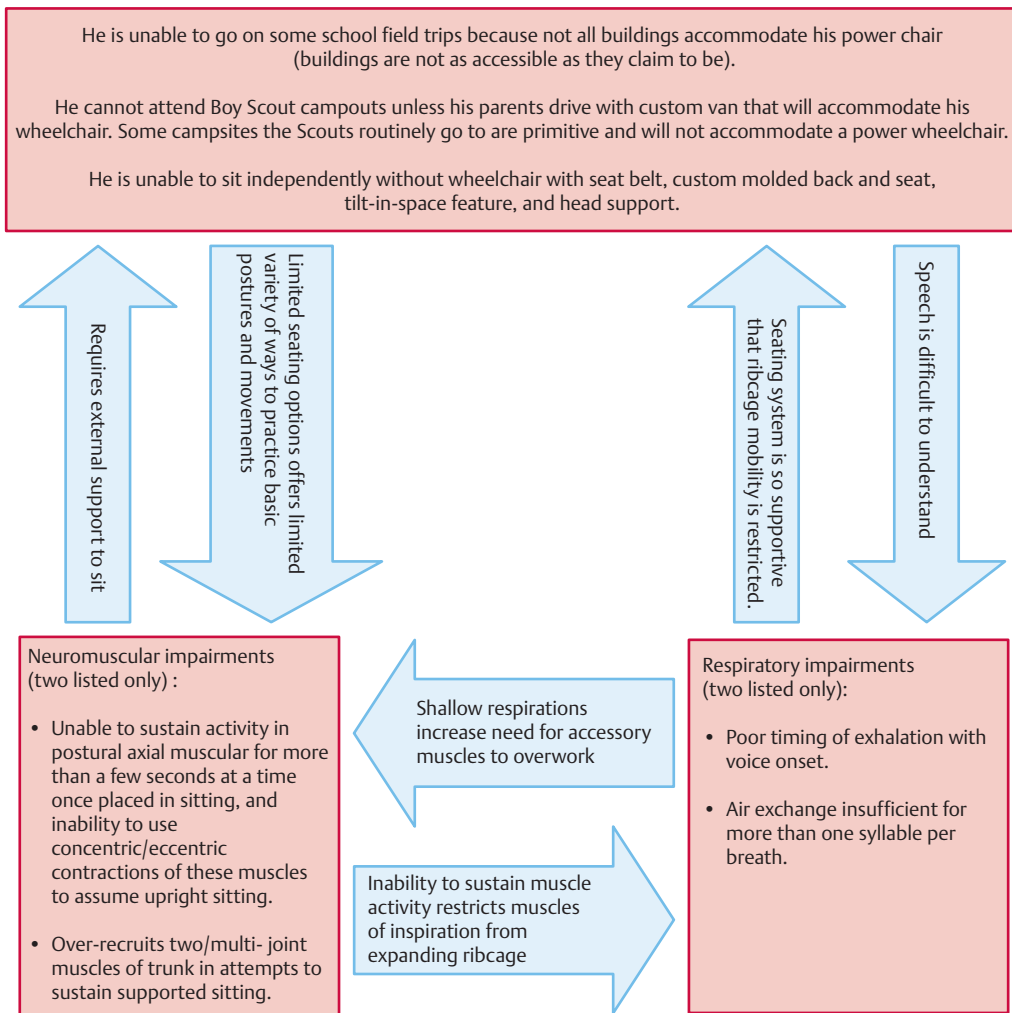 He is unable to go on some school field trips because not all buildings accommodate his power chair
(buildings are not as accessible as they claim to be).
He cannot attend Boy Scout campouts unless his parents drive with custom van that will accommodate his
wheelchair. Some campsites the Scouts routinely go to are primitive and will not accommodate a power wheelchair.
He is unable to sit independently without wheelchair with seat belt, custom molded back and seat,
tilt-in-space feature, and head support.
Requires external support to sit
Limited seating options offers limited
variety of ways to practice basic
postures and movements
Seating system is so supportive
that ribcage mobility is restricted.
Speech is difficult to understand
Neuromuscular impairments
(two listed only) :
• Unable to sustain activity in
postural axial muscular for more
than a few seconds at a time
once placed in sitting, and
inability to use
concentric/eccentric
contractions of these muscles
to assume upright sitting.
• Over-recruits two/multi- joint
muscles of trunk in attempts to
sustain supported sitting.
Shallow respirations
increase need for accessory
muscles to overwork
Inability to sustain muscle
activity restricts muscles
of inspiration from
expanding ribcage
Respiratory impairments
(two listed only):
• Poor timing of exhalation with
voice onset.
• Air exchange insufficient for
more than one syllable per
breath.